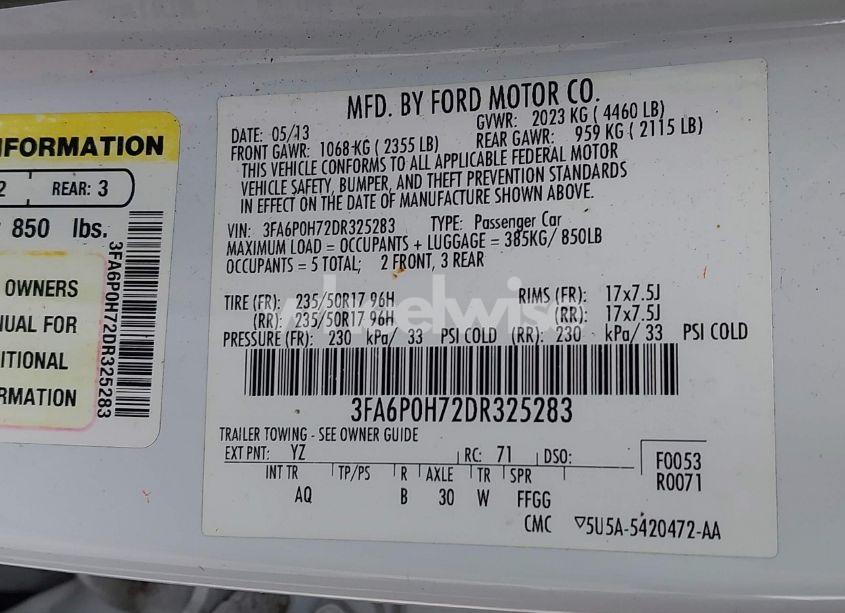 NFORMATION
2 REAR: 3
850 lbs.
OWNERS
NUAL FOR
ITIONAL
RMATION
3FA6P0H72DR325283
MFD. BY FORD MOTOR CO.
DATE: 05/13 GVWR: 2023 KG ( 4460 LB)
FRONT GAWR: 1068 KG ( 2355 LB) REAR GAWR: 959 KG ( 2115 LB)
THIS VEHICLE CONFORMS TO ALL APPLICABLE FEDERAL MOTOR
VEHICLE SAFETY, BUMPER, AND THEFT PREVENTION STANDARDS
IN EFFECT ON THE DATE OF MANUFACTURE SHOWN ABOVE.
VIN: 3FA6P0H72DR325283 TYPE: Passenger Car
MAXIMUM LOAD = OCCUPANTS + LUGGAGE = 385KG/ 850LB
OCCUPANTS = 5 TOTAL; 2 FRONT, 3 REAR
TIRE (FR): 235/50R17 96H RIMS (FR): 17x7.5J
(RR): 235/50R17 96H (RR): 17x7.5J
PRESSURE (FR): 230 kPa/ 33 PSI COLD (RR): 230 kPa/ 33 PSI COLD
wheelwise
3FA6P0H72DR325283
TRAILER TOWING - SEE OWNER GUIDE
EXT PNT: YZ RC: 71 DSO:
F0053
R0071
INT TR TP/PS R AXLE TR SPR
AQ B 30 W FFGG
CMC ▽5U5A-5420472-AA